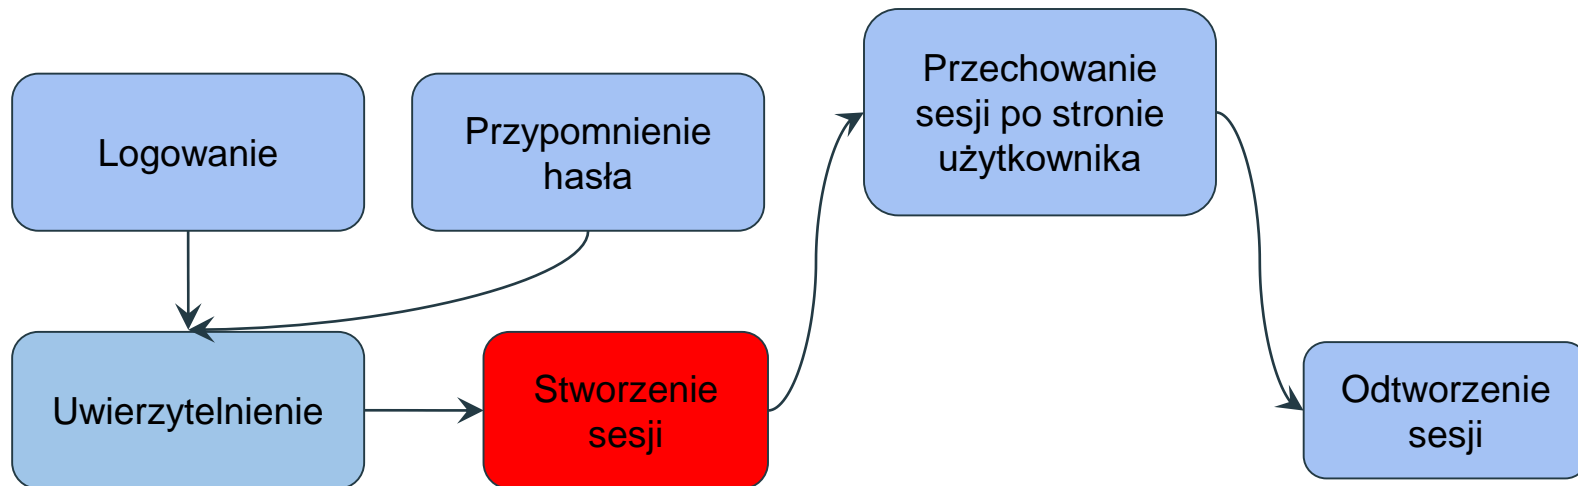 Logowanie
Przypomnienie
hasła
Przechowanie
sesji po stronie
użytkownika
Uwierzytelnienie
Stworzenie
sesji
Odtworzenie
sesji